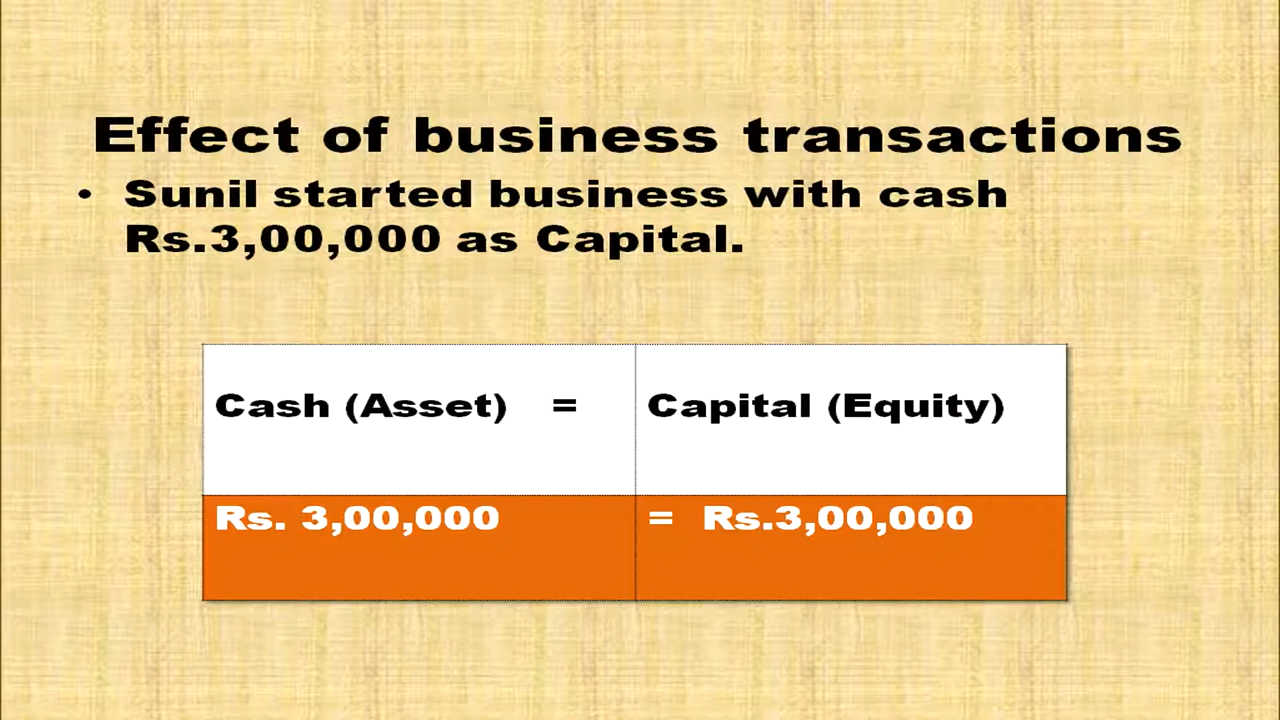 Effect of business transactions
• Sunil started business with cash
Rs.3,00,000 as Capital.
Cash (Asset) =
Capital (Equity)
Rs. 3,00,000
= Rs.3,00,000